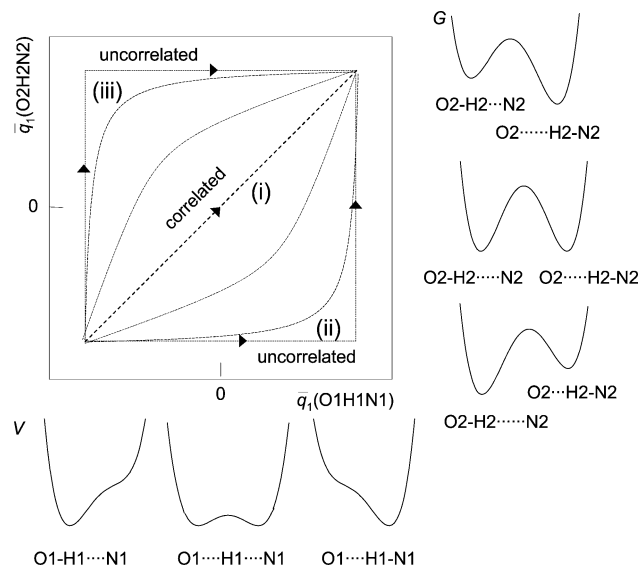 uncorrelated
(iii)
q̄₁(O2H2N2)
0
correlated
(i)
(ii)
uncorrelated
0
q̄₁(O1H1N1)
G
O2-H2···N2
O2······H2-N2
O2-H2·····N2
O2·····H2-N2
O2···H2-N2
O2-H2······N2
V
O1-H1····N1
O1····H1····N1
O1····H1-N1